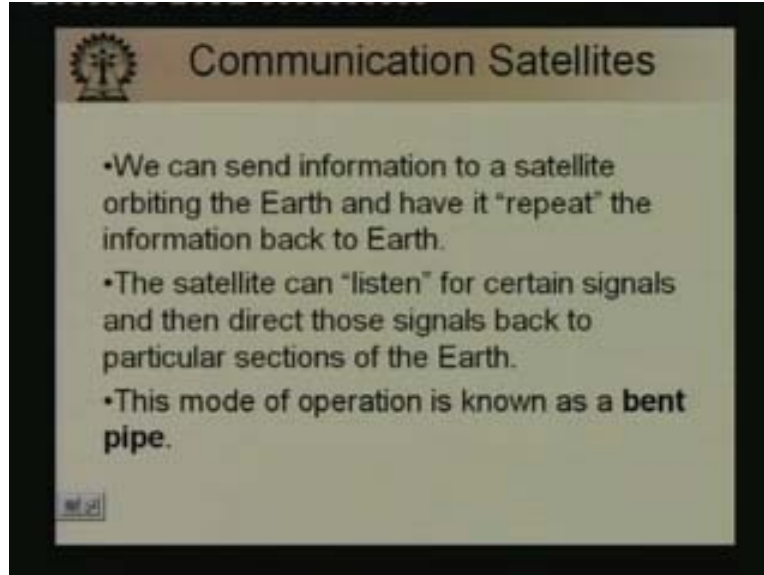 Communication Satellites
•We can send information to a satellite
orbiting the Earth and have it “repeat” the
information back to Earth.
•The satellite can “listen” for certain signals
and then direct those signals back to
particular sections of the Earth.
•This mode of operation is known as a bent
pipe.